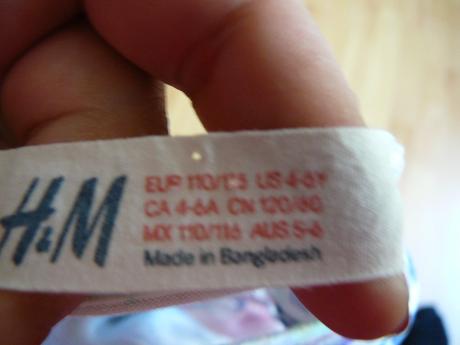 H&M
EUR 110/116 US 4-6Y
CA 4-6A CN 120/60
MX 110/116 AUS 5-6
Made in Bangladesh